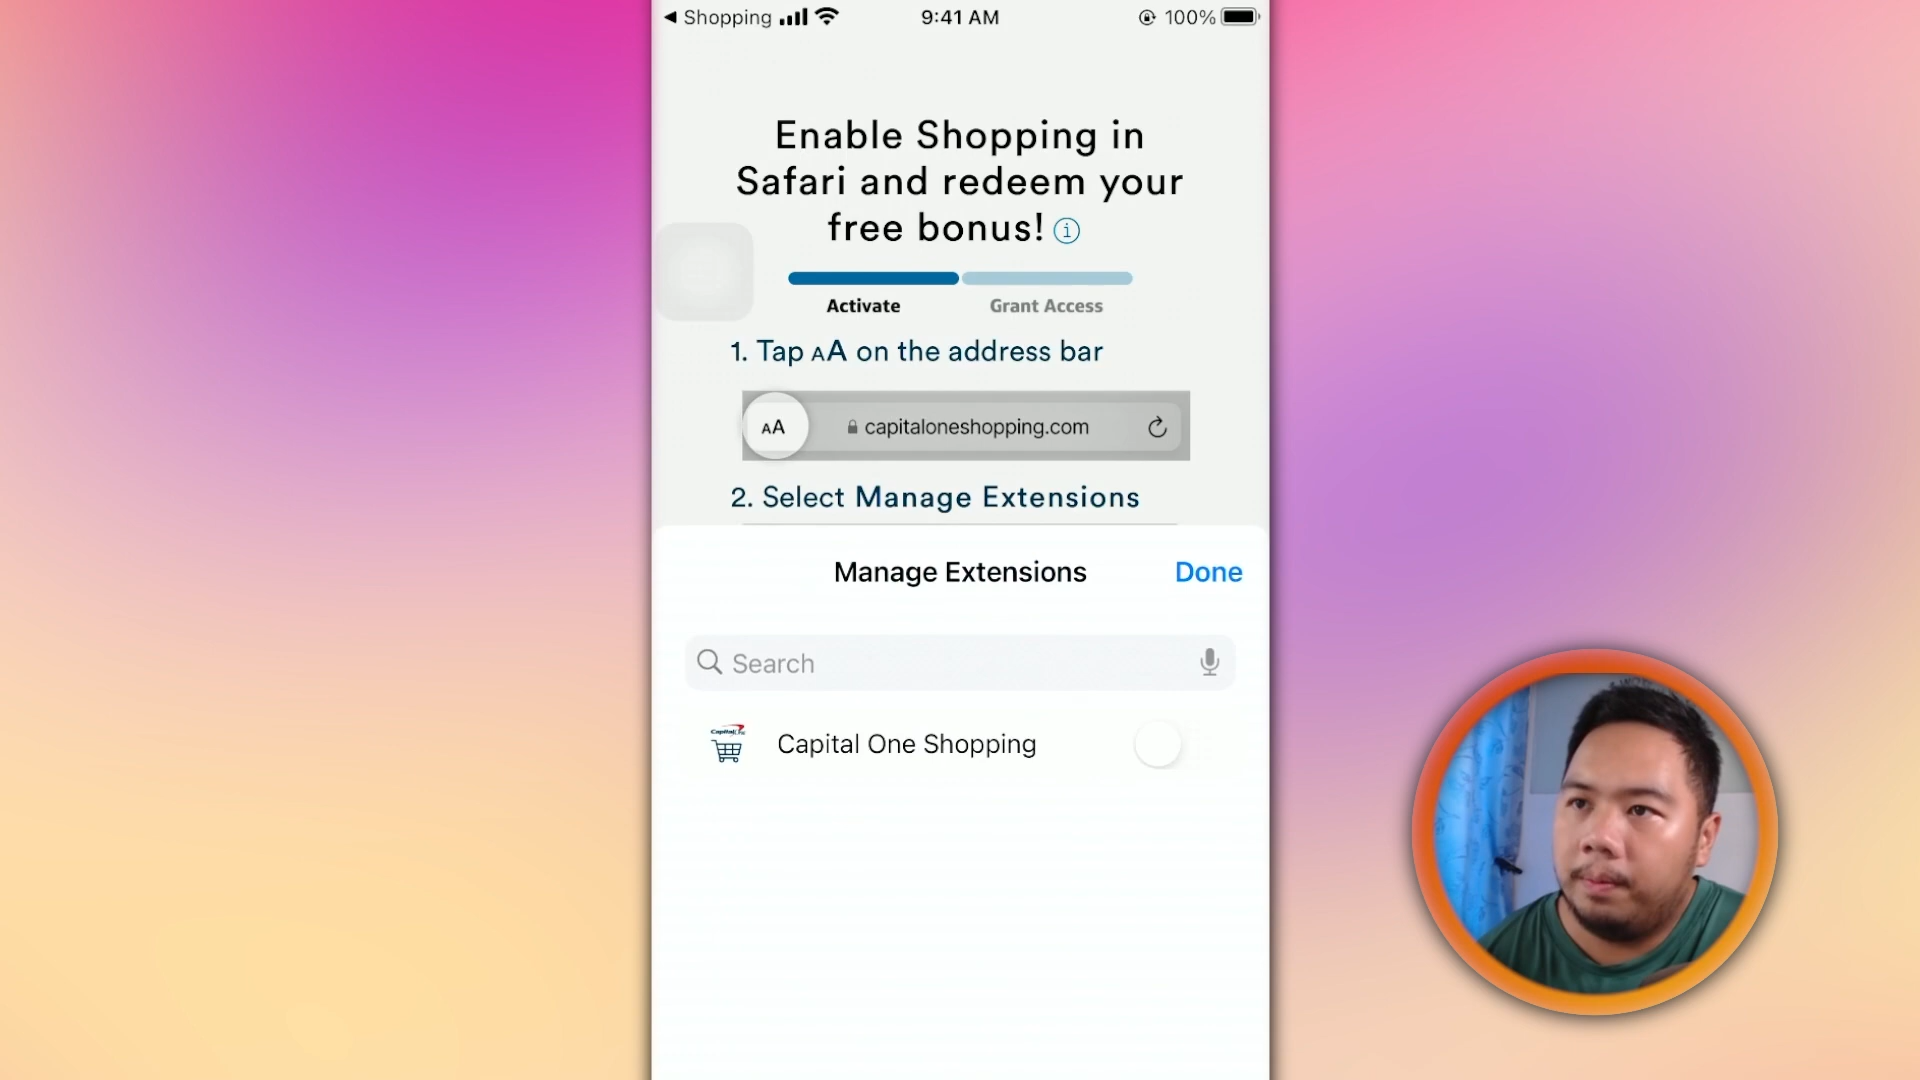 Shopping
9:41 AM
100%
Enable Shopping in
Safari and redeem your
free bonus! i
Activate
Grant Access
1. Tap AA on the address bar
AA
capitaloneshopping.com
2. Select Manage Extensions
Manage Extensions
Done
Search
Capital One
Capital One Shopping